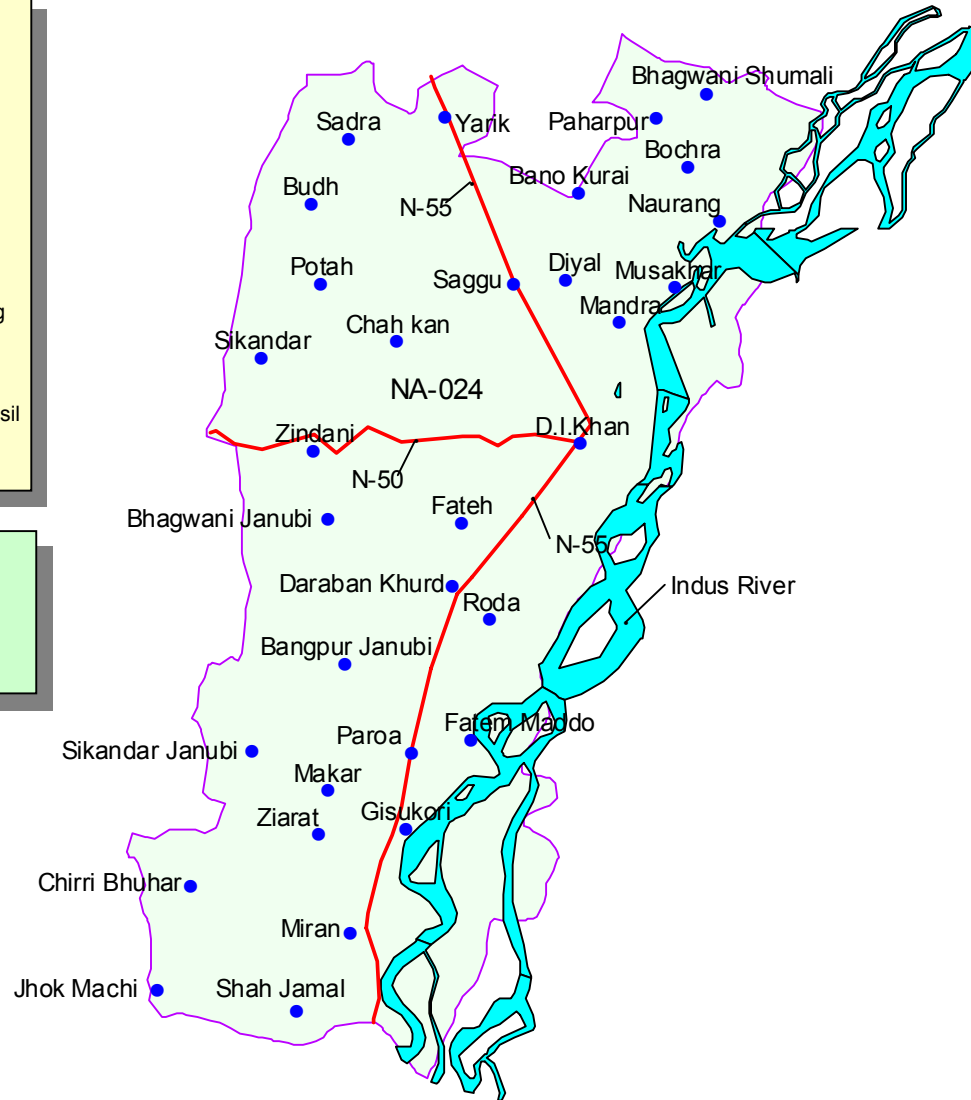 Bhagwani Shumali
Sadra
Yarik
Paharpur
Bochra
Budh
Bano Kurai
N-55
Naurang
Potah
Saggu
Diyal
Musakhar
g
Mandra
Chah kan
Sikandar
NA-024
sil
Zindani
D.I.Khan
N-50
Fateh
Bhagwani Janubi
N-55
Daraban Khurd
Indus River
Roda
Bangpur Janubi
Fatem Maddo
Paroa
Sikandar Janubi
Makar
Ziarat
Gisukori
Chirri Bhuhar
Miran
Jhok Machi
Shah Jamal